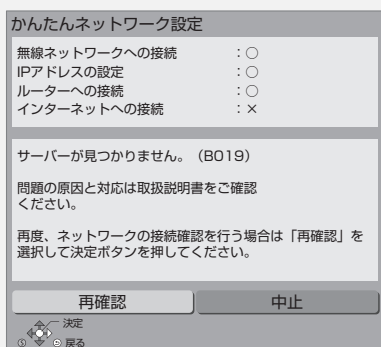 かんたんネットワーク設定
無線ネットワークへの接続 ：○
IPアドレスの設定 ：○
ルーターへの接続 ：○
インターネットへの接続 ：×
サーバーが見つかりません。（B019）
問題の原因と対応は取扱説明書をご確認
ください。
再度、ネットワークの接続確認を行う場合は「再確認」を
選択して決定ボタンを押してください。
再確認 中止
決定
戻る